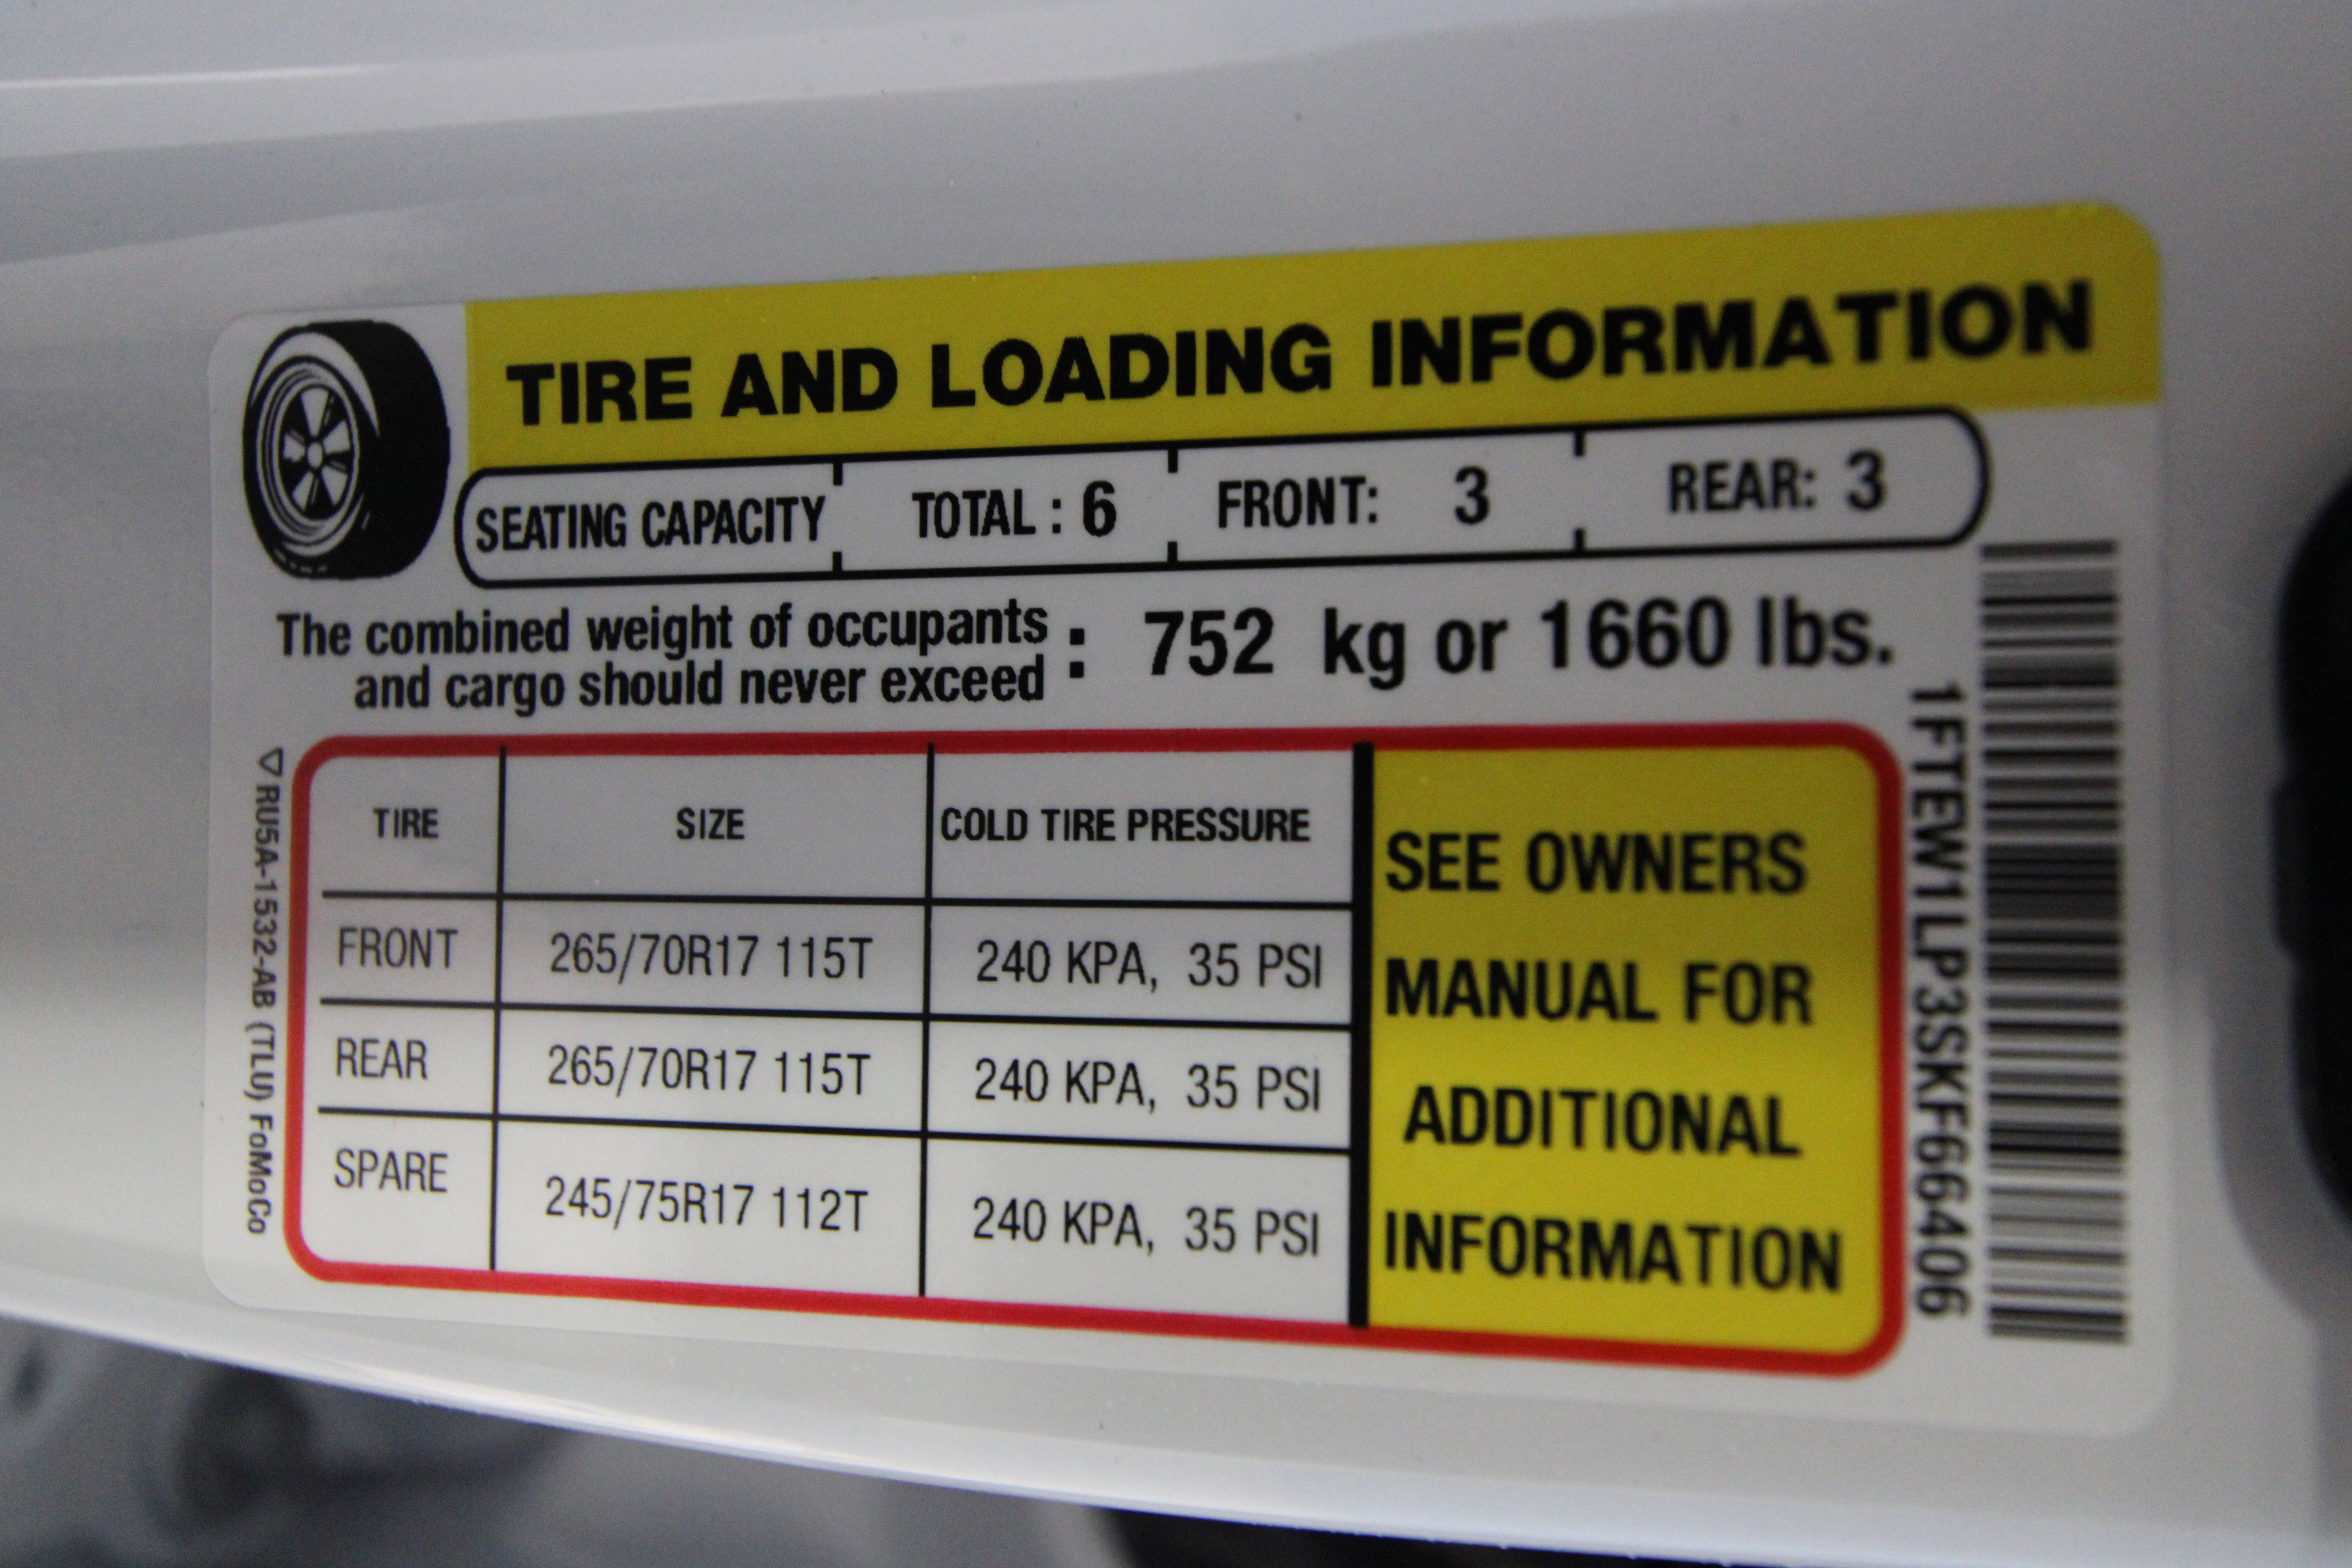 TIRE AND LOADING INFORMATION
SEATING CAPACITY TOTAL : 6 FRONT: 3 REAR: 3
The combined weight of occupants
and cargo should never exceed : 752 kg or 1660 lbs.
TIRE SIZE COLD TIRE PRESSURE
FRONT 265/70R17 115T 240 KPA, 35 PSI
REAR 265/70R17 115T 240 KPA, 35 PSI
SPARE 245/75R17 112T 240 KPA, 35 PSI
SEE OWNERS
MANUAL FOR
ADDITIONAL
INFORMATION
RU5A-1532-AB (TLU) FoMoCo
1FTEW1LP3SKF66406